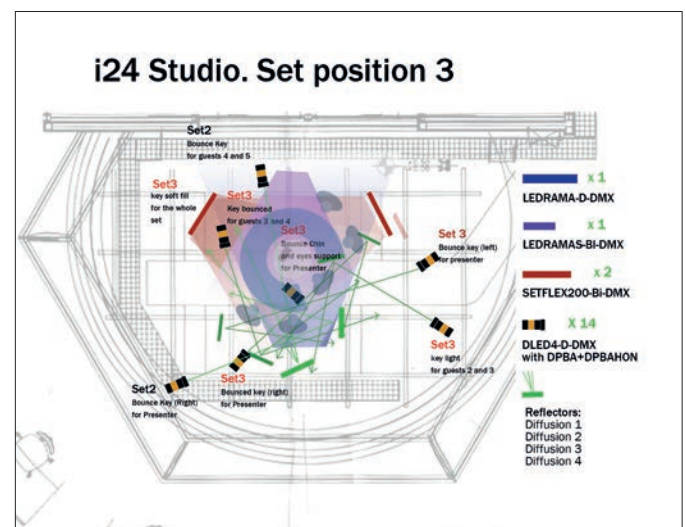 i24 Studio. Set position 3
Set2
Bounce Key
for guests 4 and 5
Set3
key soft fill
for the whole
set
Set3
Key bounced
for guests 3 and 4
Set3
Bounce Chin
and eyes support
for Presenter
Set 3
Bounce key (left)
for presenter
Set3
key light
for guests 2 and 3
Set3
Bounced key (right)
for Presenter
Set2
Bounce Key (Right)
for Presenter
x 1
LEDRAMA-D-DMX
x 1
LEDRAMAS-BI-DMX
x 2
SETFLEX200-Bi-DMX
X 14
DLED4-D-DMX
with DPBA+DPBAHON
Reflectors:
Diffusion 1
Diffusion 2
Diffusion 3
Diffusion 4